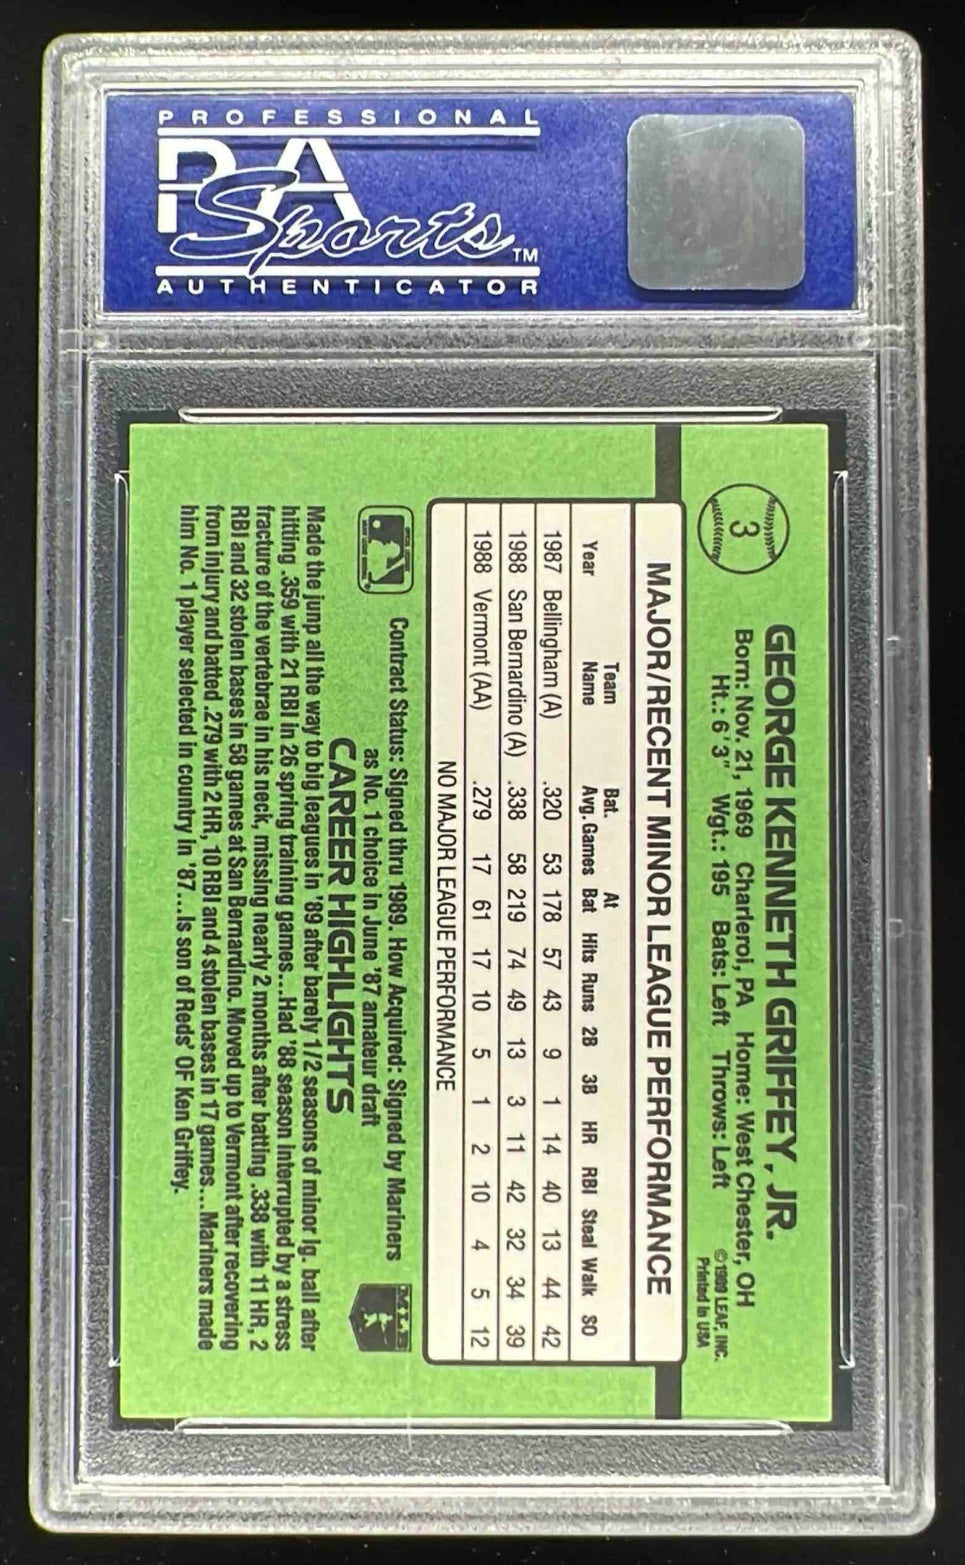 PROFESSIONAL
PSA
Sports™
AUTHENTICATOR
3
GEORGE KENNETH GRIFFEY, JR.
Born: Nov. 21, 1969 Charleroi, PA Home: West Chester, OH
Ht.: 6' 3" Wgt.: 195 Bats: Left Throws: Left
©1989 LEAF, INC.
Printed in USA
MAJOR/RECENT MINOR LEAGUE PERFORMANCE
Year Team Name Bat. Avg. Games At Bat Hits Runs 2B 3B HR RBI Steal Walk SO
1987 Bellingham (A) .320 53 178 57 43 9 1 14 40 13 44 42
1988 San Bernardino (A) .338 58 219 74 49 13 3 11 42 32 34 39
1988 Vermont (AA) .279 17 61 17 10 5 1 2 10 4 5 12
NO MAJOR LEAGUE PERFORMANCE
Contract Status: Signed thru 1989. How Acquired: Signed by Mariners
as No. 1 choice in June '87 amateur draft
MLB
CAREER HIGHLIGHTS
Made the jump all the way to big leagues in '89 after barely 1/2 seasons of minor lg. ball after
hitting .359 with 21 RBI in 26 spring training games...Had '88 season interrupted by a stress
fracture of the vertebrae in his neck, missing nearly 2 months after batting .338 with 11 HR, 2
RBI and 32 stolen bases in 58 games at San Bernardino. Moved up to Vermont after recovering
from injury and batted .279 with 2 HR, 10 RBI and 4 stolen bases in 17 games...Mariners made
him No. 1 player selected in country in '87...Is son of Reds' OF Ken Griffey.